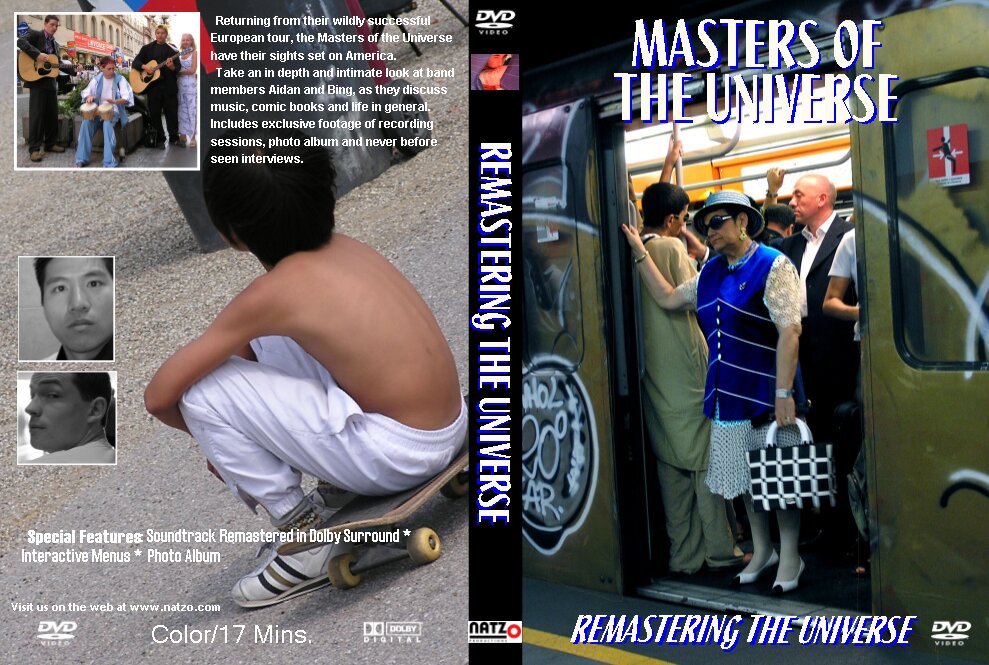 Returning from their wildly successful
European tour, the Masters of the Universe
have their sights set on America.
Take an in depth and intimate look at band
members Aidan and Bing, as they discuss
music, comic books and life in general.
Includes exclusive footage of recording
sessions, photo album and never before
seen interviews.
Special Features: Soundtrack Remastered in Dolby Surround *
Interactive Menus * Photo Album
Visit us on the web at www.natzo.com
DVD
VIDEO
Color/17 Mins.
DOLBY
DIGITAL
DVD
VIDEO
REMASTERING THE UNIVERSE
NATZO
MASTERS OF
THE UNIVERSE
REMASTERING THE UNIVERSE
DVD
VIDEO